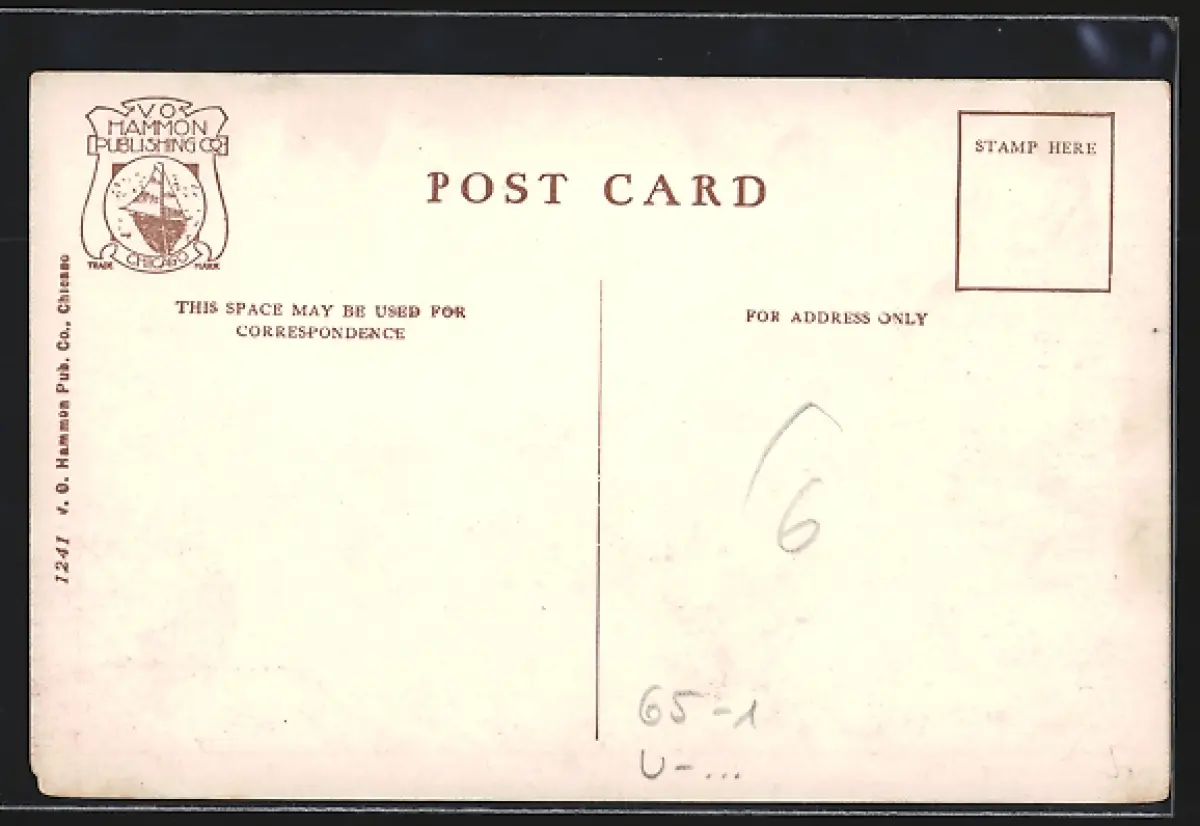 V O
HAMMON
PUBLISHING CO
CHICAGO
TRADE MARK
POST CARD
STAMP HERE
THIS SPACE MAY BE USED FOR
CORRESPONDENCE
FOR ADDRESS ONLY
1241 V. O. Hammon Pub. Co., Chicago
6
65-1
U-...